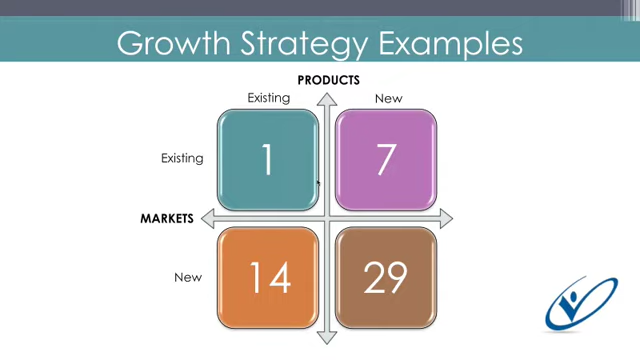 Growth Strategy Examples
PRODUCTS
Existing New
Existing 1 7
MARKETS
New 14 29